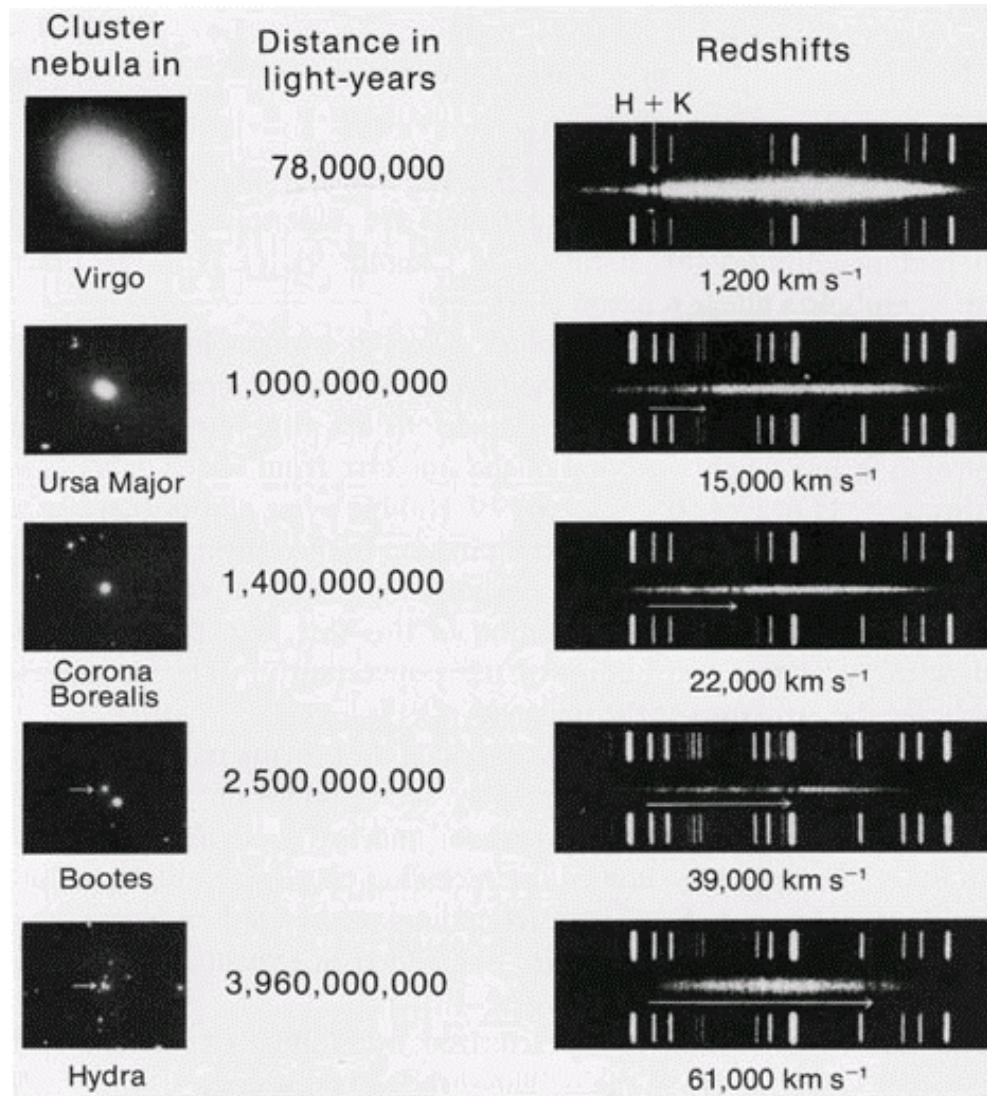 Cluster
nebula in
Distance in
light-years
Redshifts
H + K
78,000,000
Virgo
1,200 km s⁻¹
1,000,000,000
Ursa Major
15,000 km s⁻¹
1,400,000,000
Corona
Borealis
22,000 km s⁻¹
2,500,000,000
Bootes
39,000 km s⁻¹
3,960,000,000
Hydra
61,000 km s⁻¹